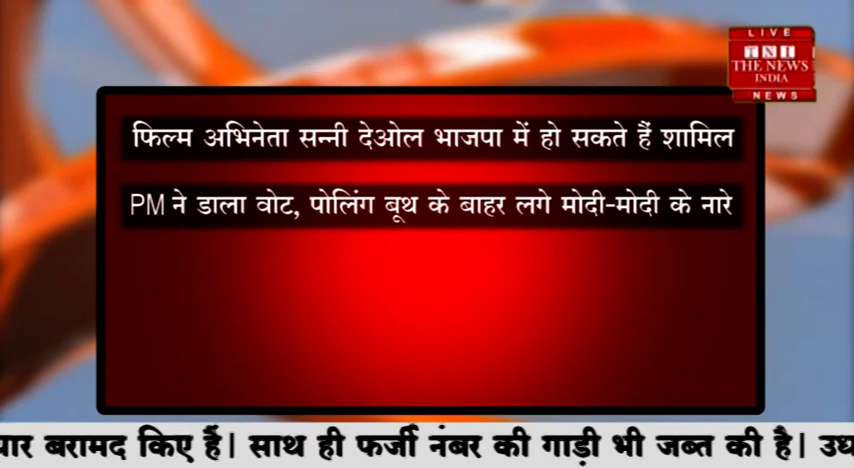 LIVE
TNI
THE NEWS
INDIA
NEWS
फिल्म अभिनेता सन्नी देओल भाजपा में हो सकते हैं शामिल
PM ने डाला वोट, पोलिंग बूथ के बाहर लगे मोदी-मोदी के नारे
बरामद किए हैं। साथ ही फर्जी नंबर की गाड़ी भी जब्त की है।